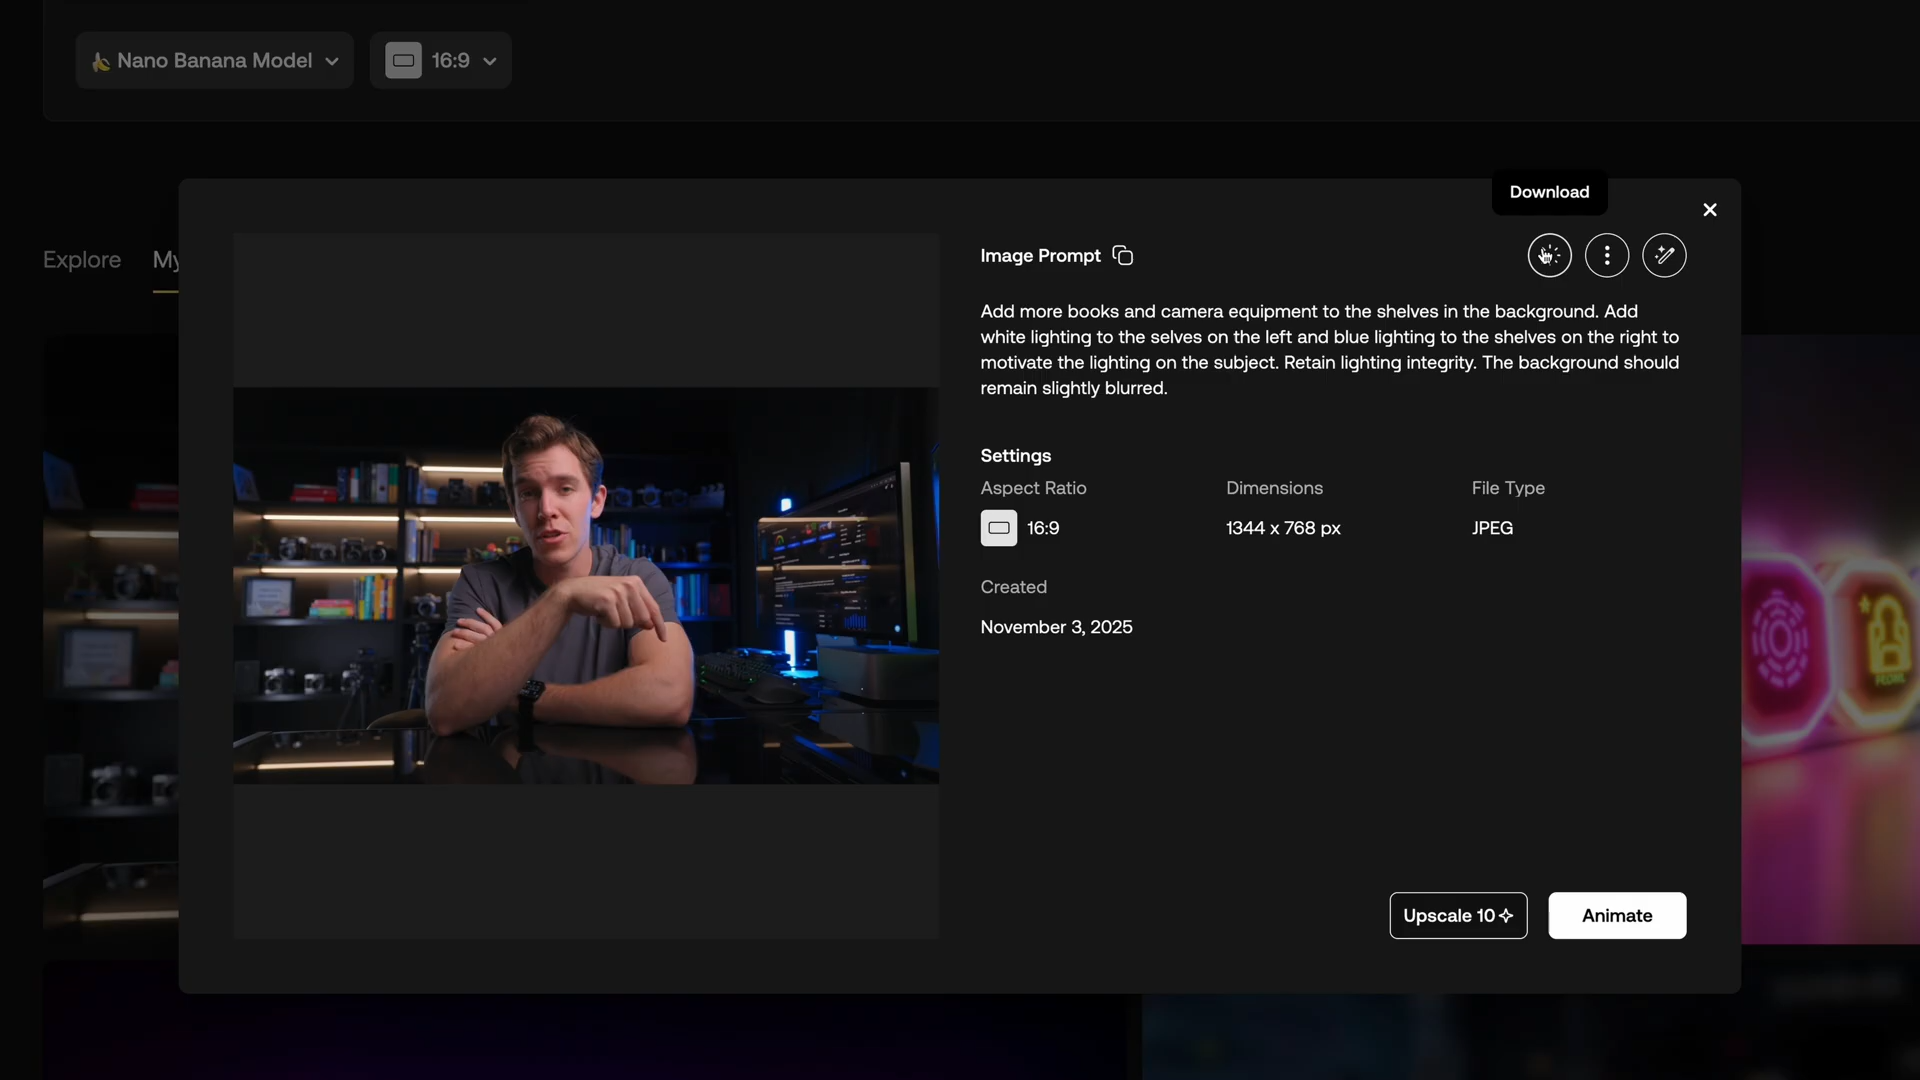 Nano Banana Model
16:9
Download
Explore
My
Image Prompt
Add more books and camera equipment to the shelves in the background. Add
white lighting to the selves on the left and blue lighting to the shelves on the right to
motivate the lighting on the subject. Retain lighting integrity. The background should
remain slightly blurred.
Settings
Aspect Ratio
Dimensions
File Type
16:9
1344 x 768 px
JPEG
Created
November 3, 2025
Upscale 10
Animate